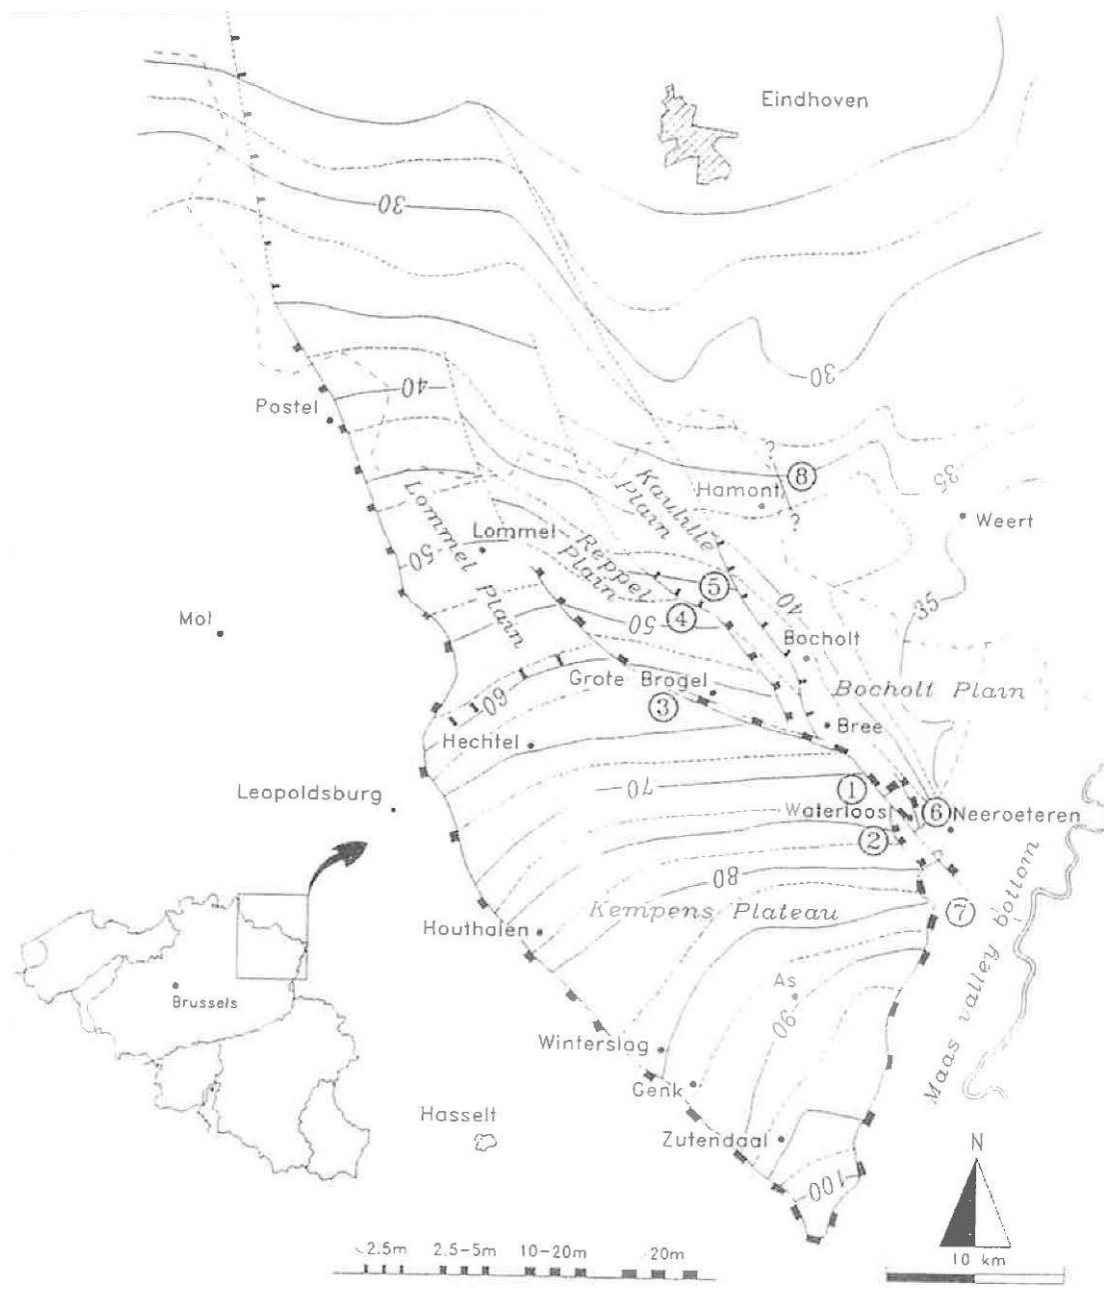 Eindhoven
30
30
Postel
40
8
Hamont
35
Weert
Kaulille
Plain
Lommel
Plain
Lommel
Reppel
Plain
50
5
4
40
35
50
Mol
Bocholt
Bocholt Plain
Grote Brogel
60
3
Bree
Hechtel
70
1
Leopoldsburg
Waterloos
6
Neeroeteren
2
80
Kempens Plateau
7
Maas valley bottom
Houthalen
As
Brussels
90
Winterslag
Genk
Hasselt
Zutendaal
100
N
2.5m 2.5-5m 10-20m 20m
10 km